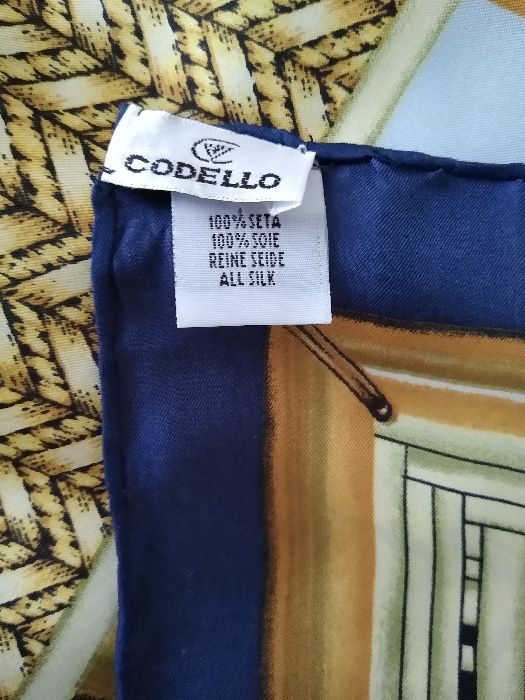 CODELLO
100% SETA
100% SOIE
REINE SEIDE
ALL SILK